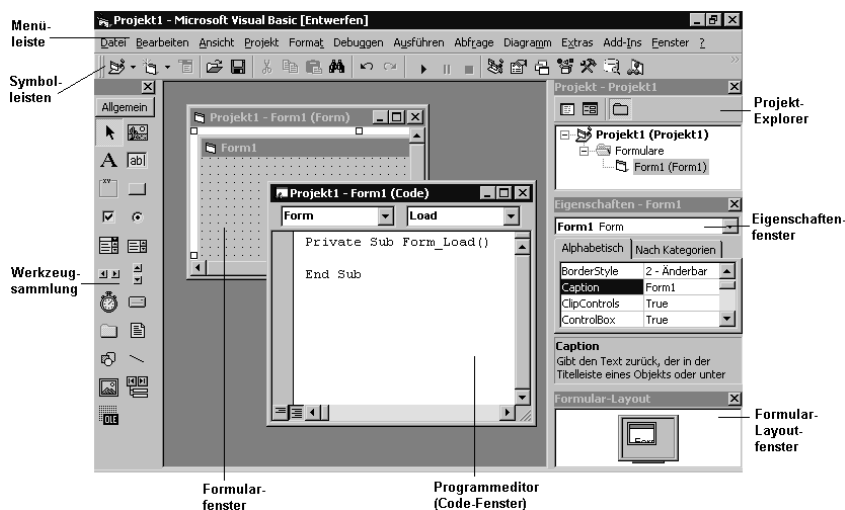 Projekt1 - Microsoft Visual Basic [Entwerfen]
Menü-
leiste
Datei Bearbeiten Ansicht Projekt Format Debuggen Ausführen Abfrage Diagramm Extras Add-Ins Fenster ?
Symbol-
leisten
Allgemein
A
ab
XY
OLE
Werkzeug-
sammlung
Projekt1 - Form1 (Form)
Form1
Projekt1 - Form1 (Code)
Form Load
Private Sub Form_Load()
End Sub
Projekt - Projekt1
Projekt1 (Projekt1)
Formulare
Form1 (Form1)
Projekt-
Explorer
Eigenschaften - Form1
Form1 Form
Alphabetisch Nach Kategorien
BorderStyle 2 - Änderbar
Caption Form1
ClipControls True
ControlBox True
Caption
Gibt den Text zurück, der in der
Titelleiste eines Objekts oder unter
Eigenschaften-
fenster
Formular-Layout
Form
Formular-
Layout-
fenster
Formular-
fenster
Programmeditor
(Code-Fenster)